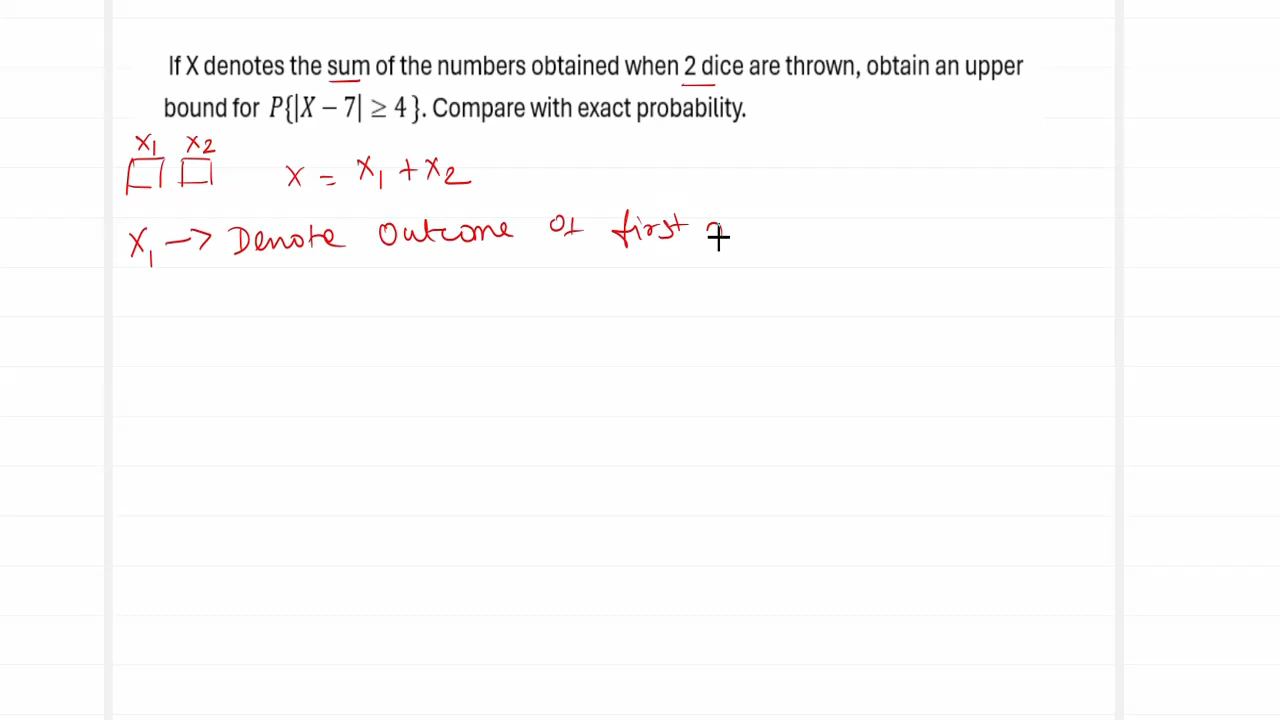 If X denotes the sum of the numbers obtained when 2 dice are thrown, obtain an upper
bound for P{|X − 7| ≥ 4}. Compare with exact probability.
X1 X2
X = X1 + X2
X1 → Denote Outcome of first